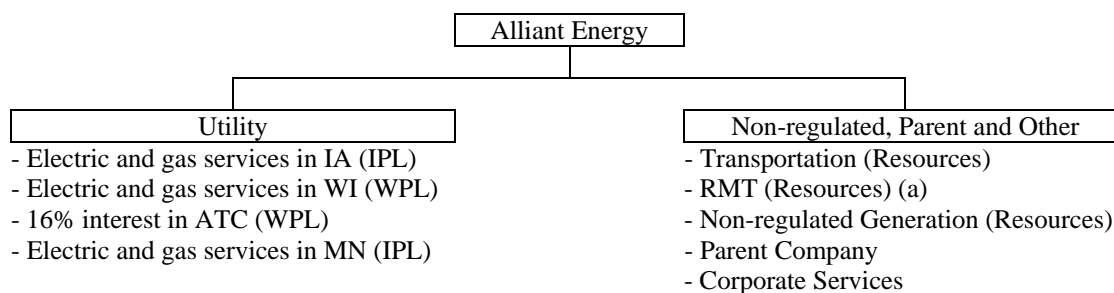 Alliant Energy
Utility
- Electric and gas services in IA (IPL)
- Electric and gas services in WI (WPL)
- 16% interest in ATC (WPL)
- Electric and gas services in MN (IPL)
Non-regulated, Parent and Other
- Transportation (Resources)
- RMT (Resources) (a)
- Non-regulated Generation (Resources)
- Parent Company
- Corporate Services